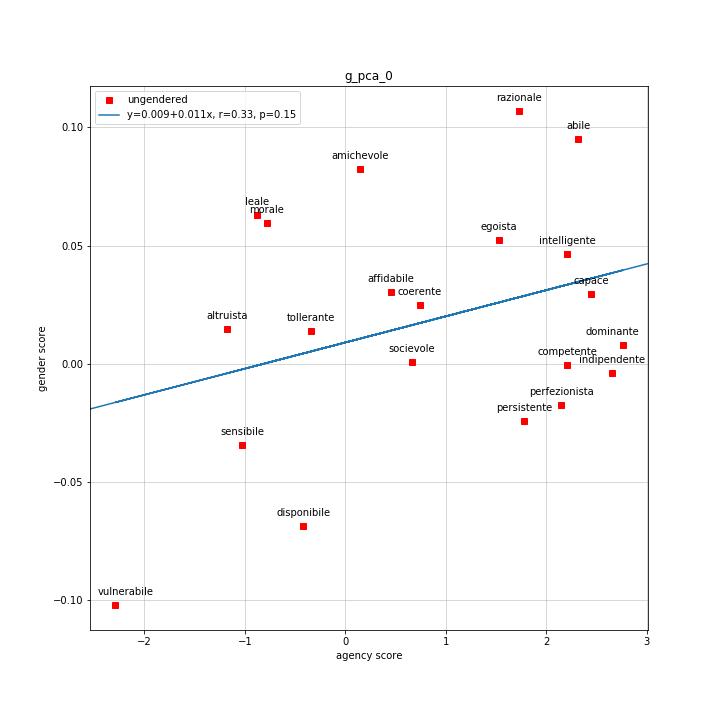 g_pca_0
ungendered
y=0.009+0.011x, r=0.33, p=0.15
razionale
abile
amichevole
leale
morale
egoista
intelligente
affidabile
coerente
capace
altruista
tollerante
dominante
socievole
competente
indipendente
perfezionista
persistente
sensibile
disponibile
vulnerabile
0.10
0.05
0.00
−0.05
−0.10
gender score
−2
−1
0
1
2
3
agency score